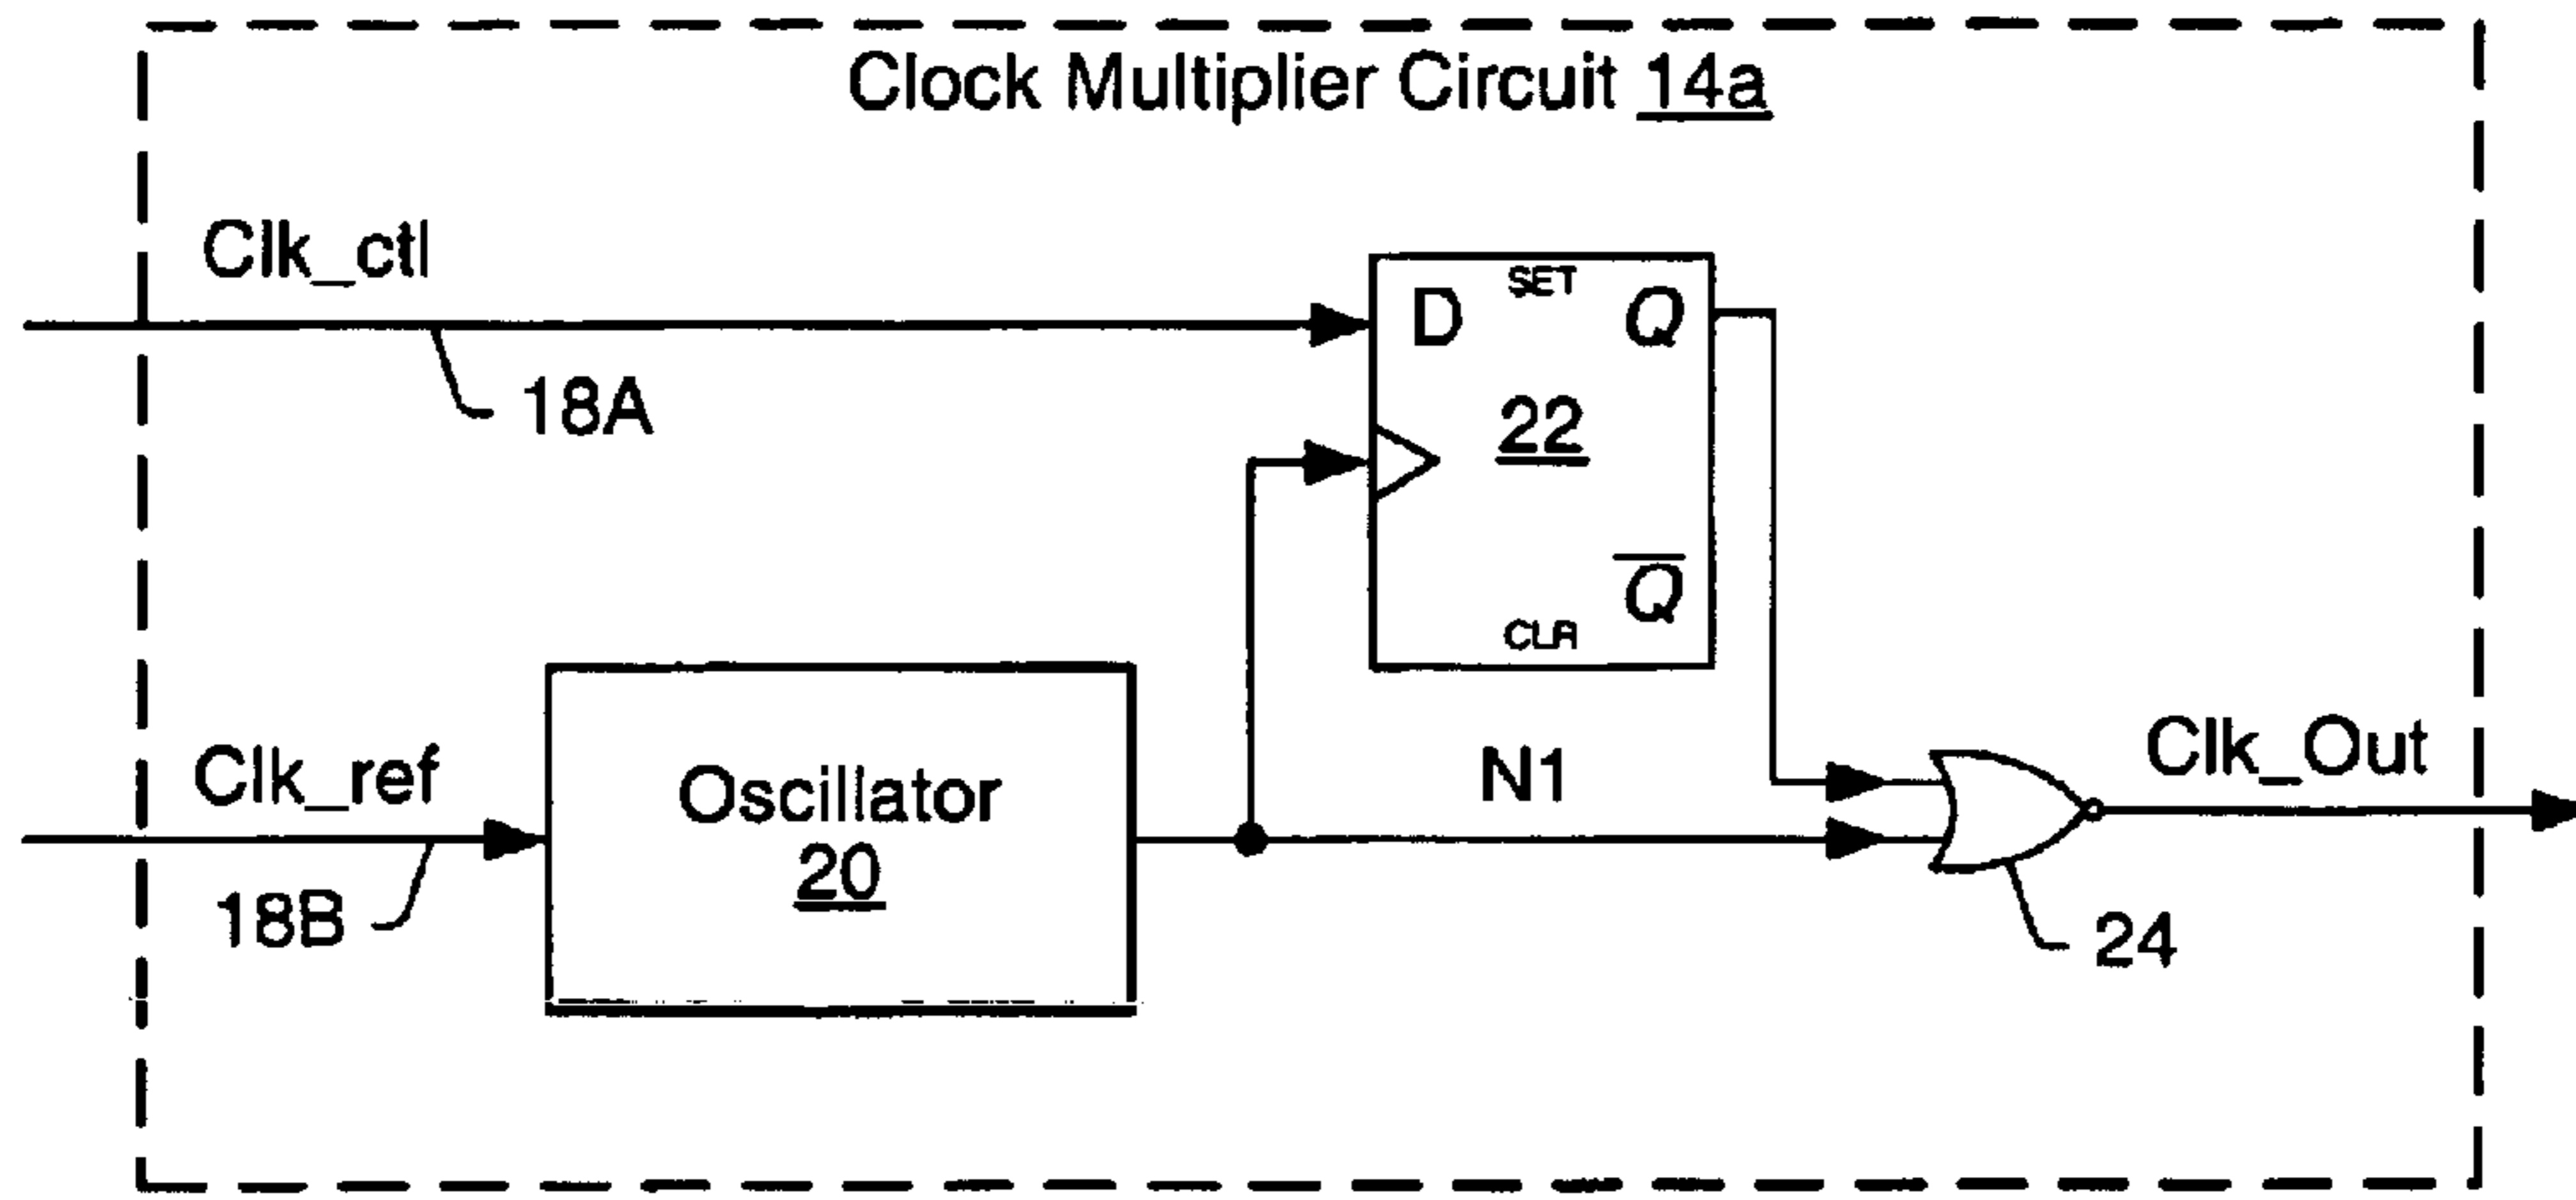 Clock Multiplier Circuit 14a
Clk_ctl
18A
D
SET
Q
22
Q̅
CLR
Clk_ref
18B
Oscillator
20
N1
Clk_Out
24